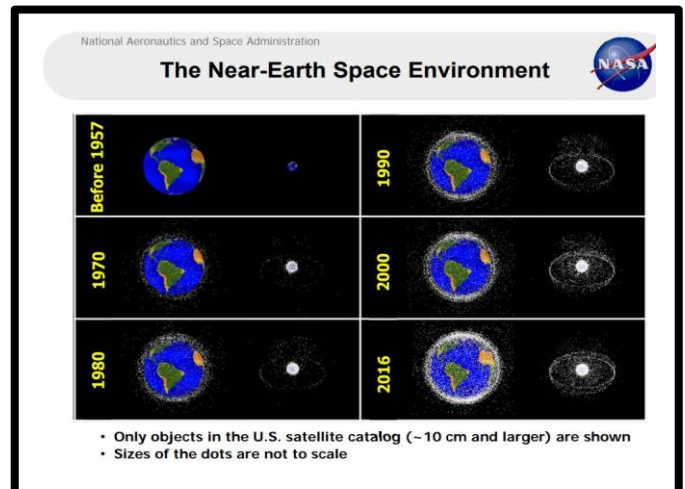 National Aeronautics and Space Administration
The Near-Earth Space Environment
NASA
Before 1957
1970
1980
1990
2000
2016
• Only objects in the U.S. satellite catalog (~10 cm and larger) are shown
• Sizes of the dots are not to scale